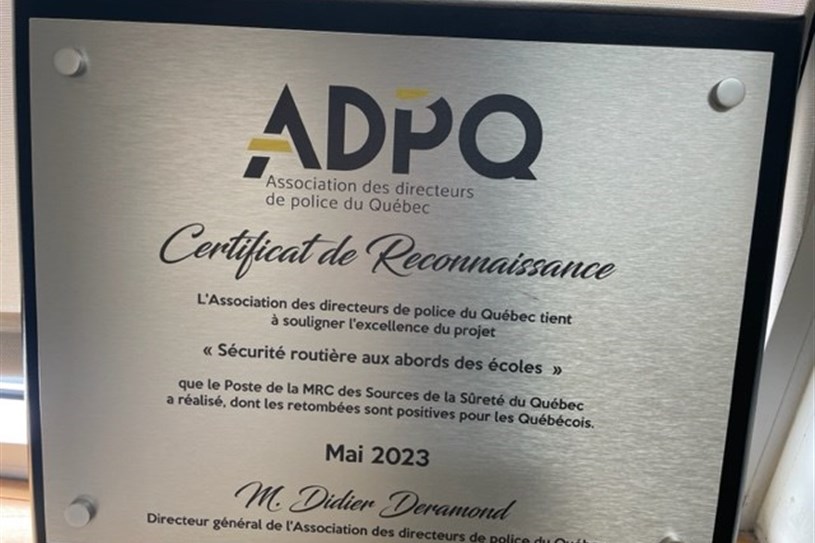 ADPQ
Association des directeurs
de police du Québec
Certificat de Reconnaissance
L'Association des directeurs de police du Québec tient
à souligner l'excellence du projet
« Sécurité routière aux abords des écoles »
que le Poste de la MRC des Sources de la Sûreté du Québec
a réalisé, dont les retombées sont positives pour les Québécois.
Mai 2023
M. Didier Deramond
Directeur général de l'Association des directeurs de police du